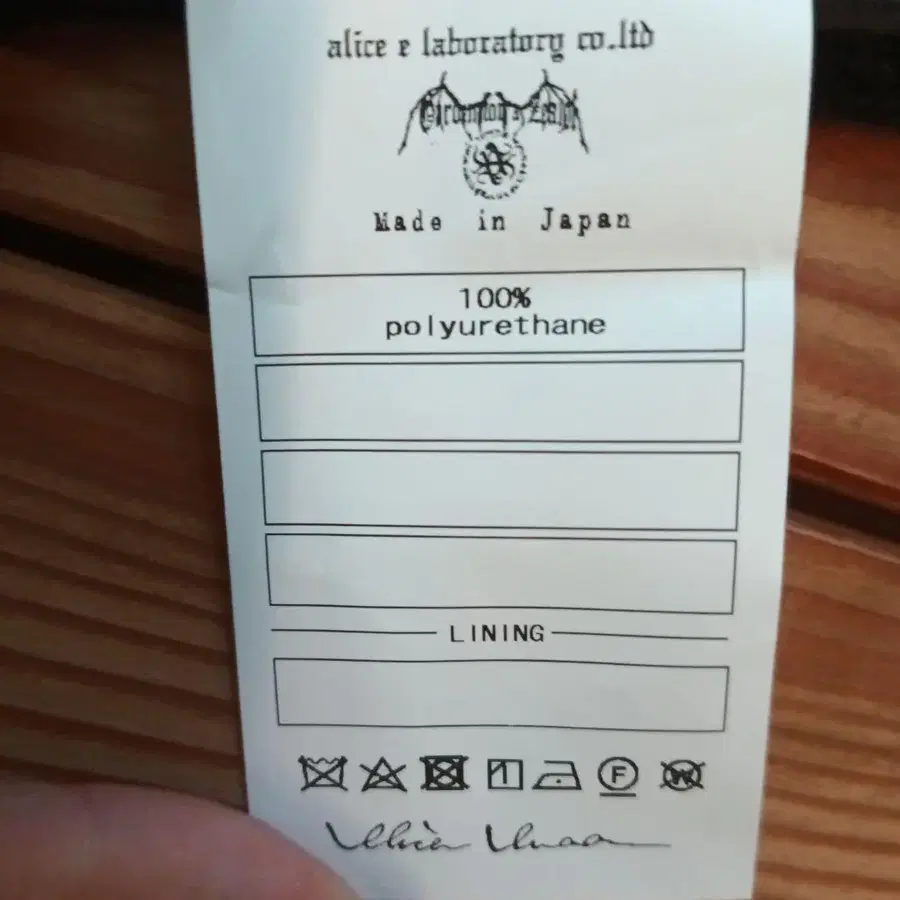 alice e laboratory co.ltd
Made in Japan
100%
polyurethane
LINING
F
W